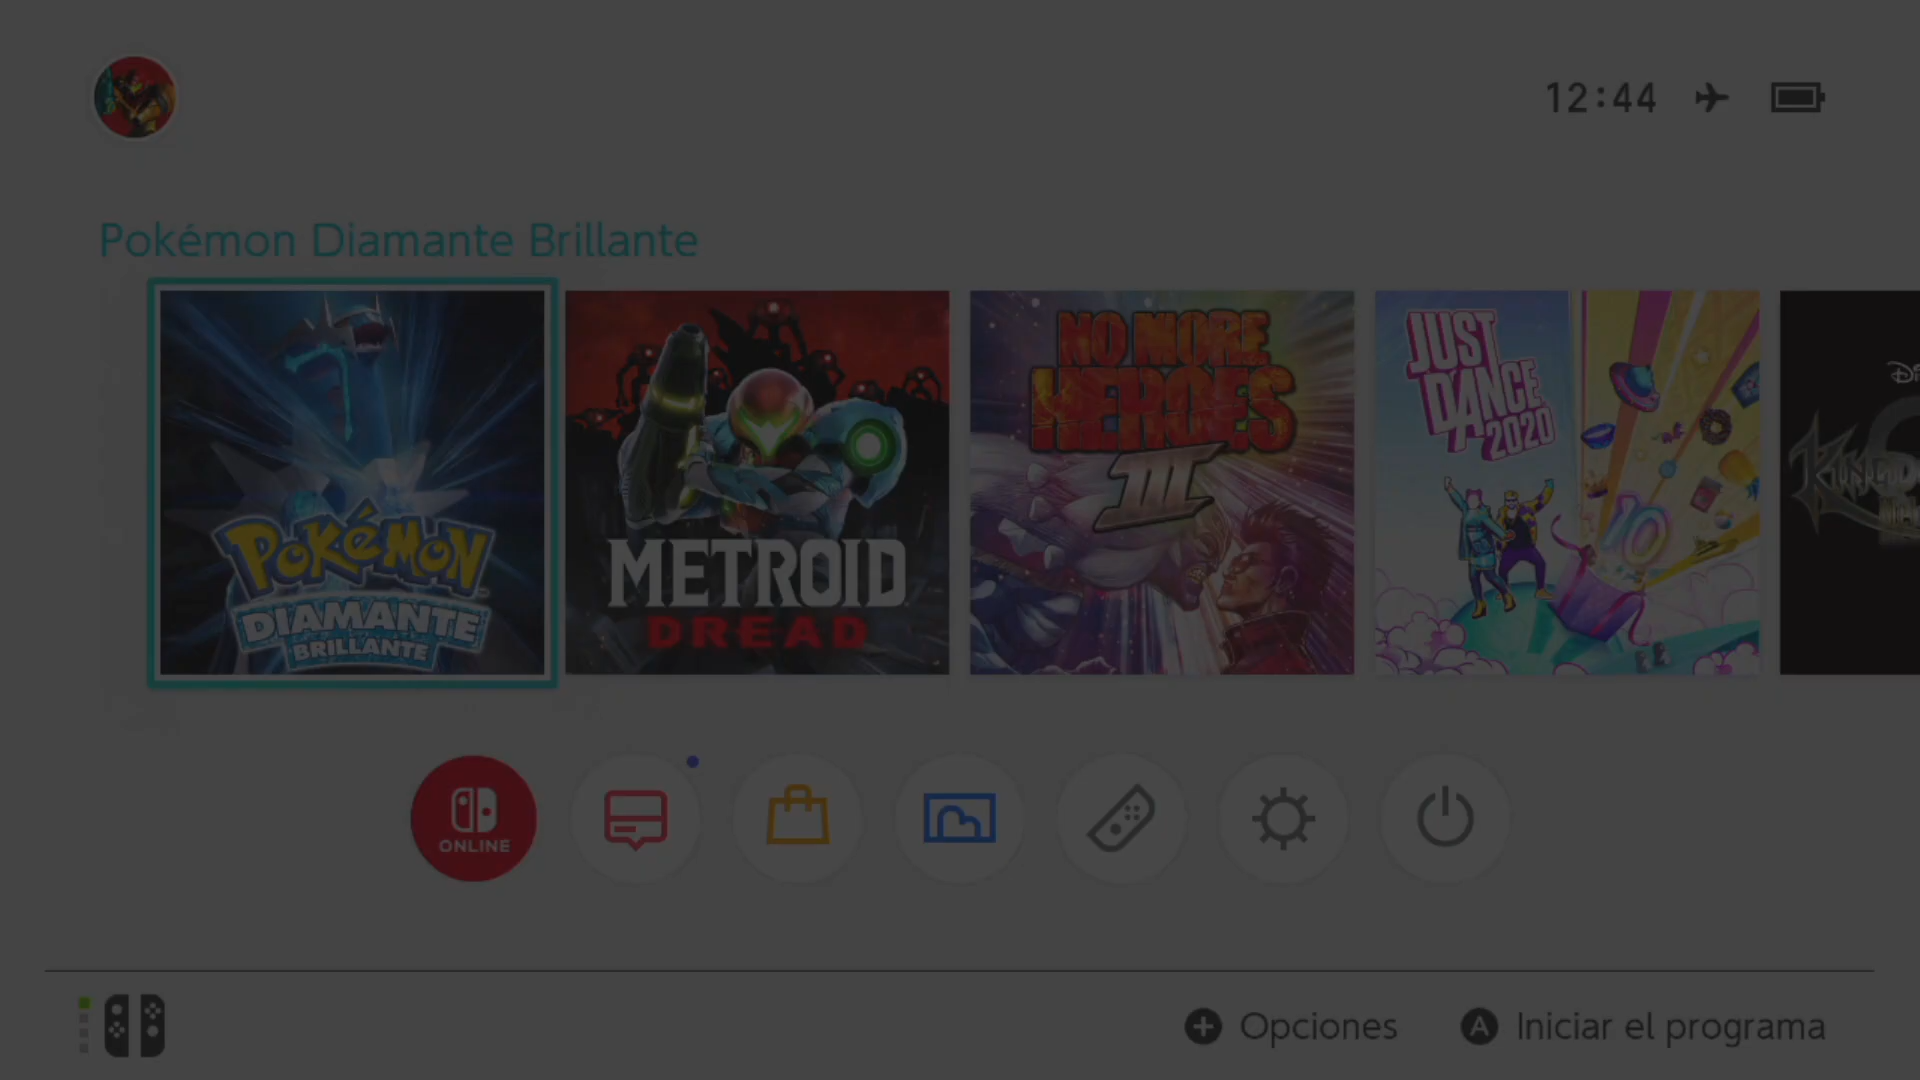 12:44
Pokémon Diamante Brillante
POKÉMON
DIAMANTE
BRILLANTE
METROID
DREAD
NO MORE
HEROES
III
JUST
DANCE
2020
10
ONLINE
Opciones
A Iniciar el programa